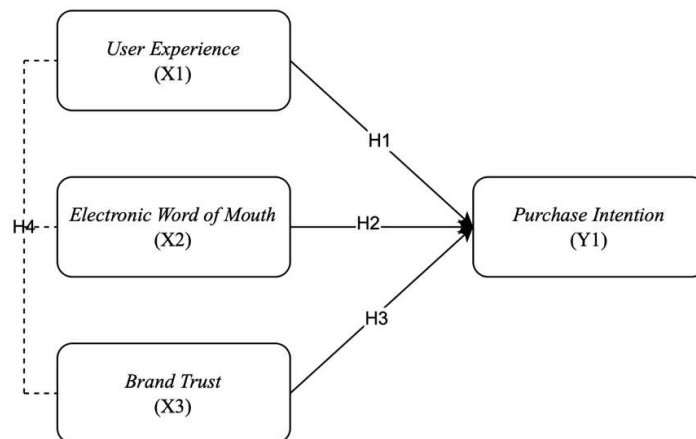 User Experience
(X1)
H1
Electronic Word of Mouth
(X2)
H2
Purchase Intention
(Y1)
H4
H3
Brand Trust
(X3)